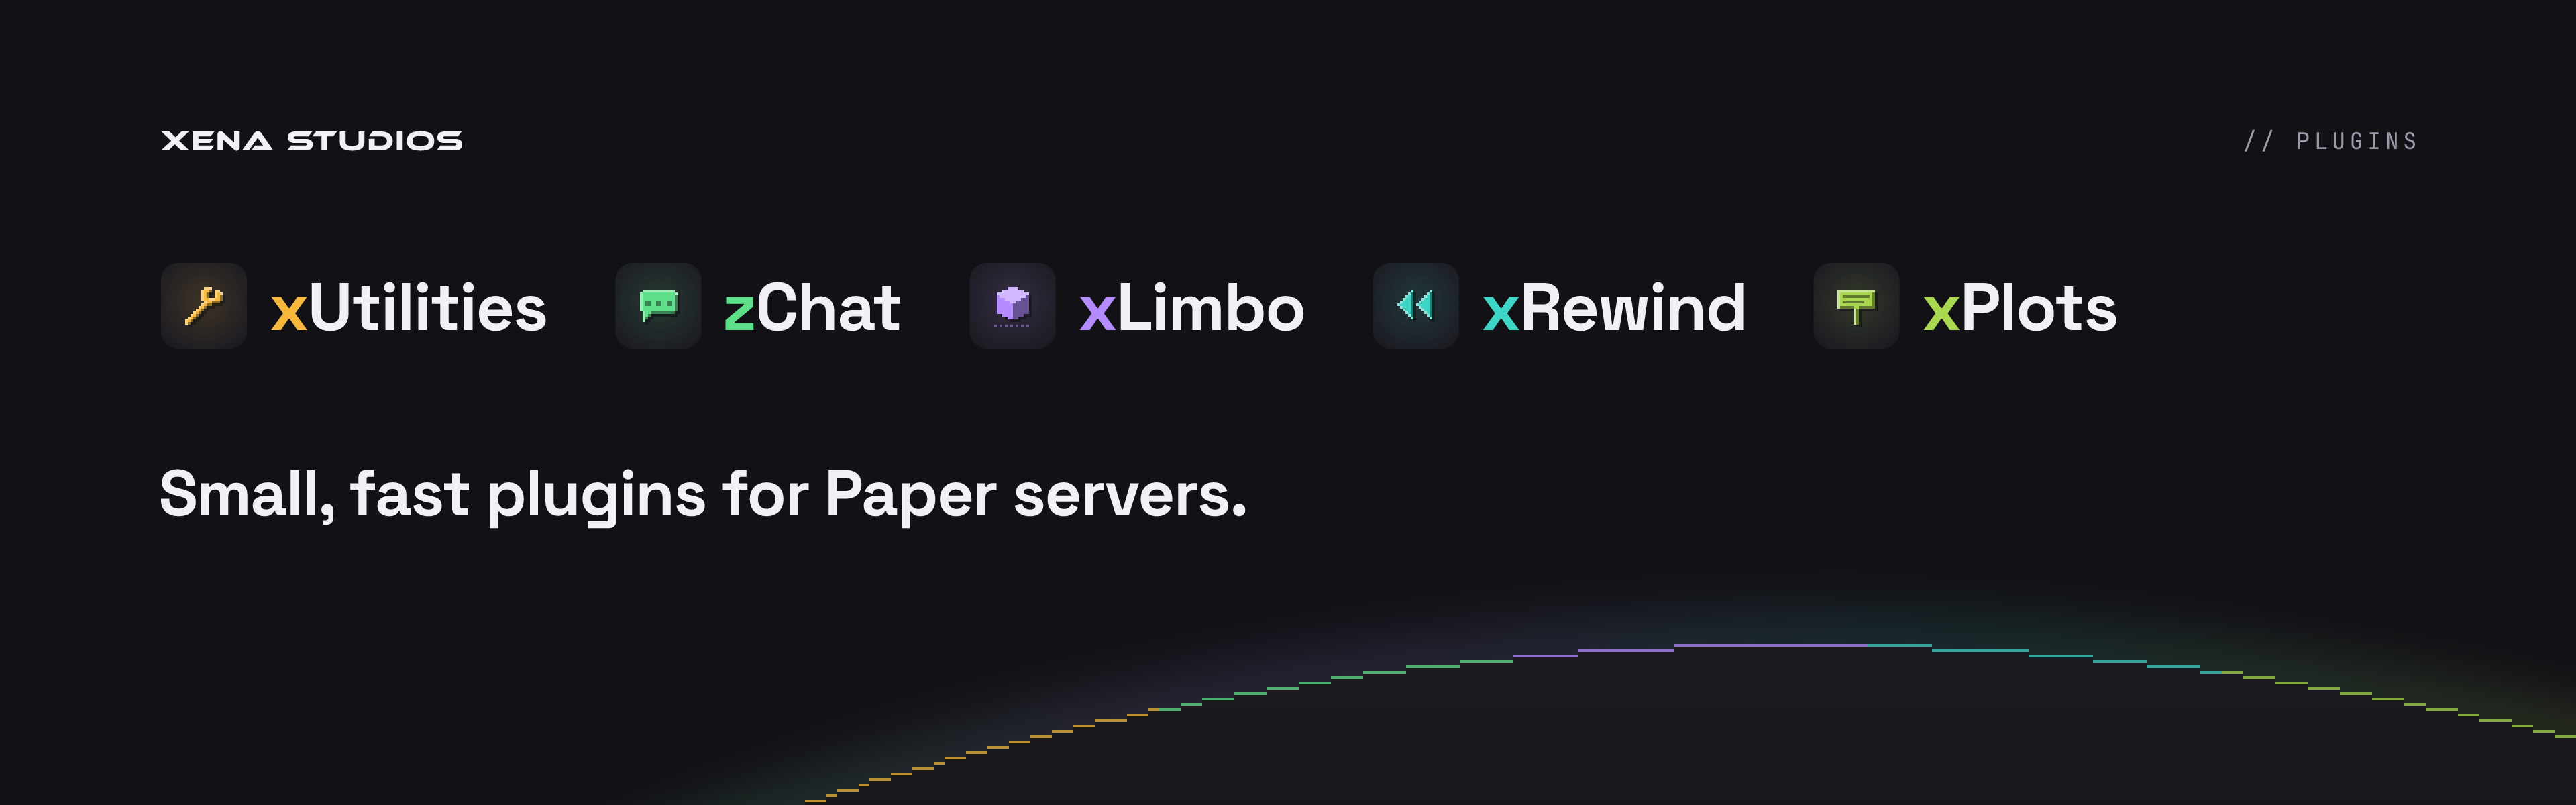 XENA STUDIOS
// PLUGINS
xUtilities zChat xLimbo xRewind xPlots
Small, fast plugins for Paper servers.